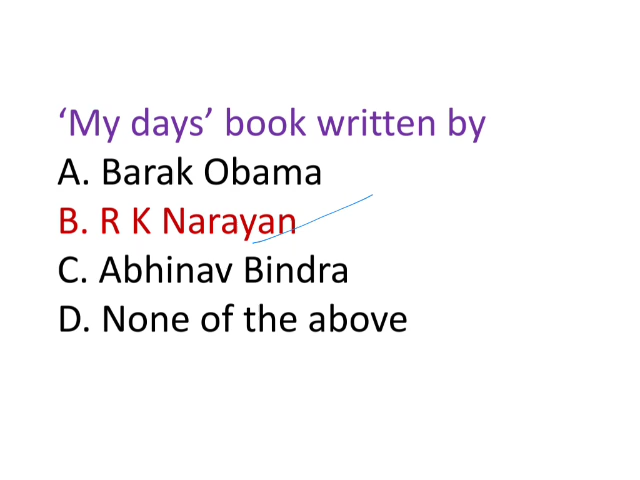 ‘My days’ book written by
A. Barak Obama
B. R K Narayan
C. Abhinav Bindra
D. None of the above